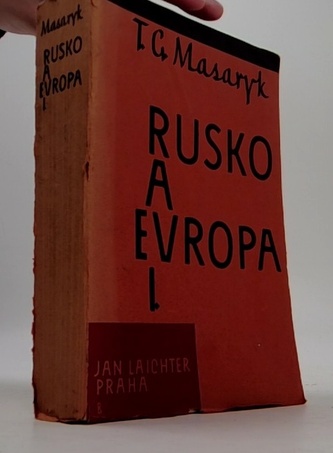 Masaryk
RUSKO
A
EVROPA
I.
T. G. Masaryk
RUSKO
A
EVROPA
I.
JAN LAICHTER
PRAHA